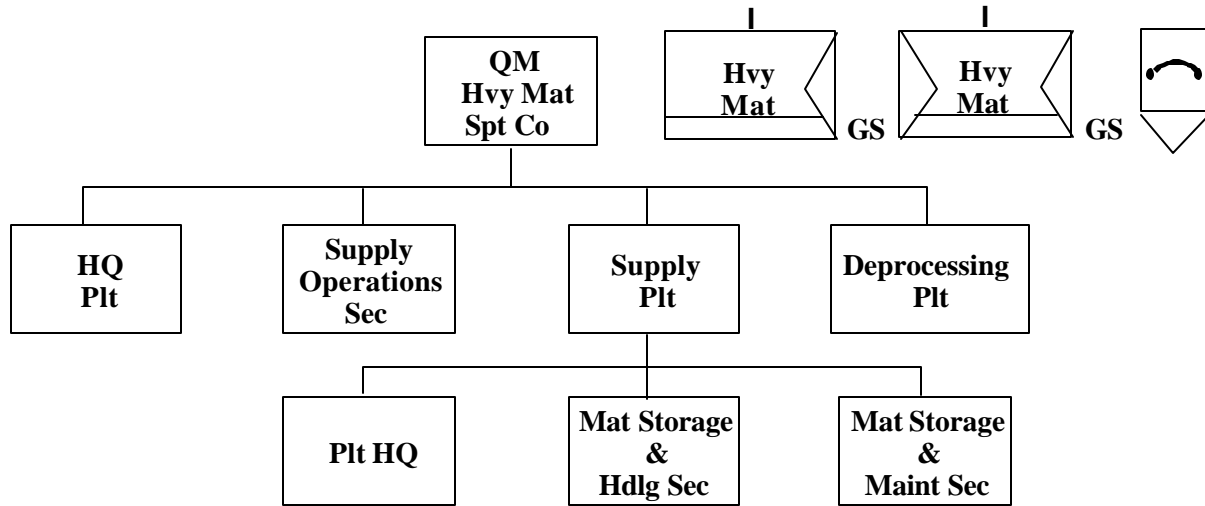 QM
Hvy Mat
Spt Co
Hvy
Mat
GS
Hvy
Mat
GS
HQ
Plt
Supply
Operations
Sec
Supply
Plt
Deprocessing
Plt
Plt HQ
Mat Storage
&
Hdlg Sec
Mat Storage
&
Maint Sec